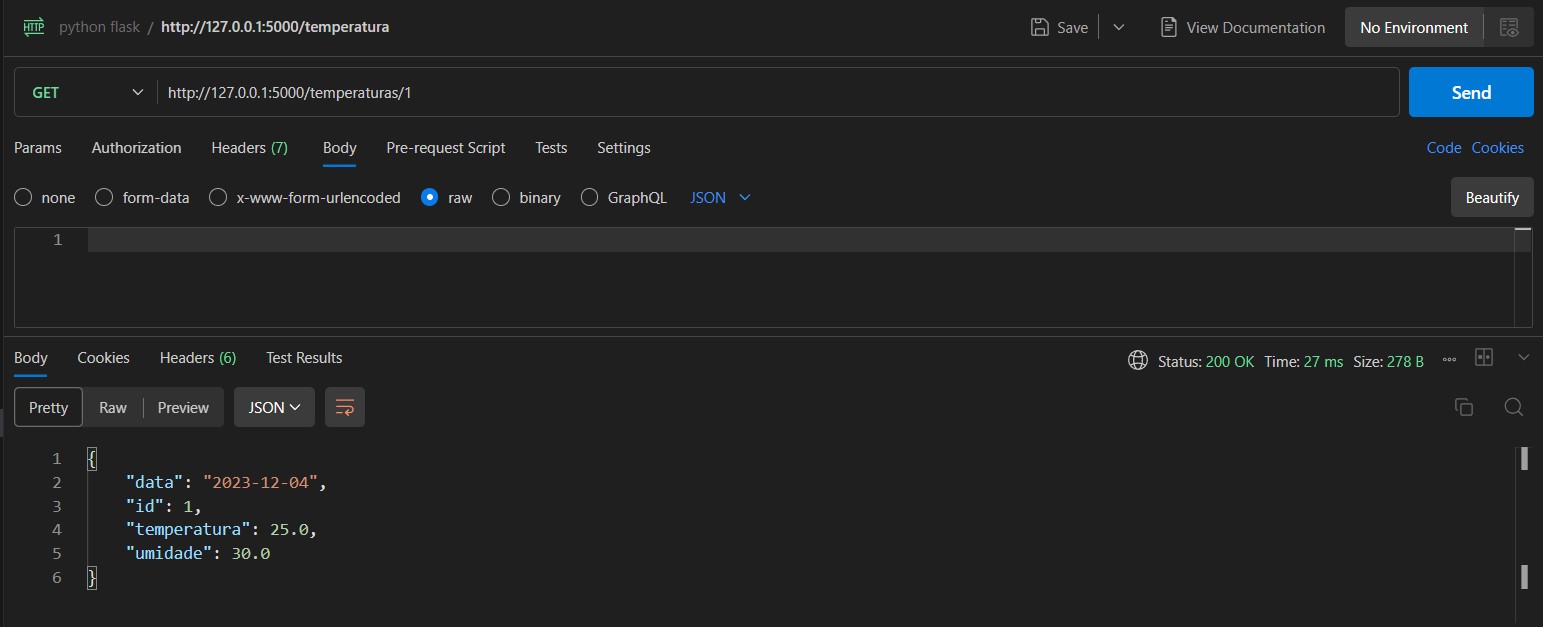 HTTP python flask / http://127.0.0.1:5000/temperatura Save View Documentation No Environment
GET http://127.0.0.1:5000/temperaturas/1 Send
Params Authorization Headers (7) Body Pre-request Script Tests Settings Code Cookies
none form-data x-www-form-urlencoded raw binary GraphQL JSON Beautify
1
Body Cookies Headers (6) Test Results Status: 200 OK Time: 27 ms Size: 278 B
Pretty Raw Preview JSON
1 {
2 "data": "2023-12-04",
3 "id": 1,
4 "temperatura": 25.0,
5 "umidade": 30.0
6 }